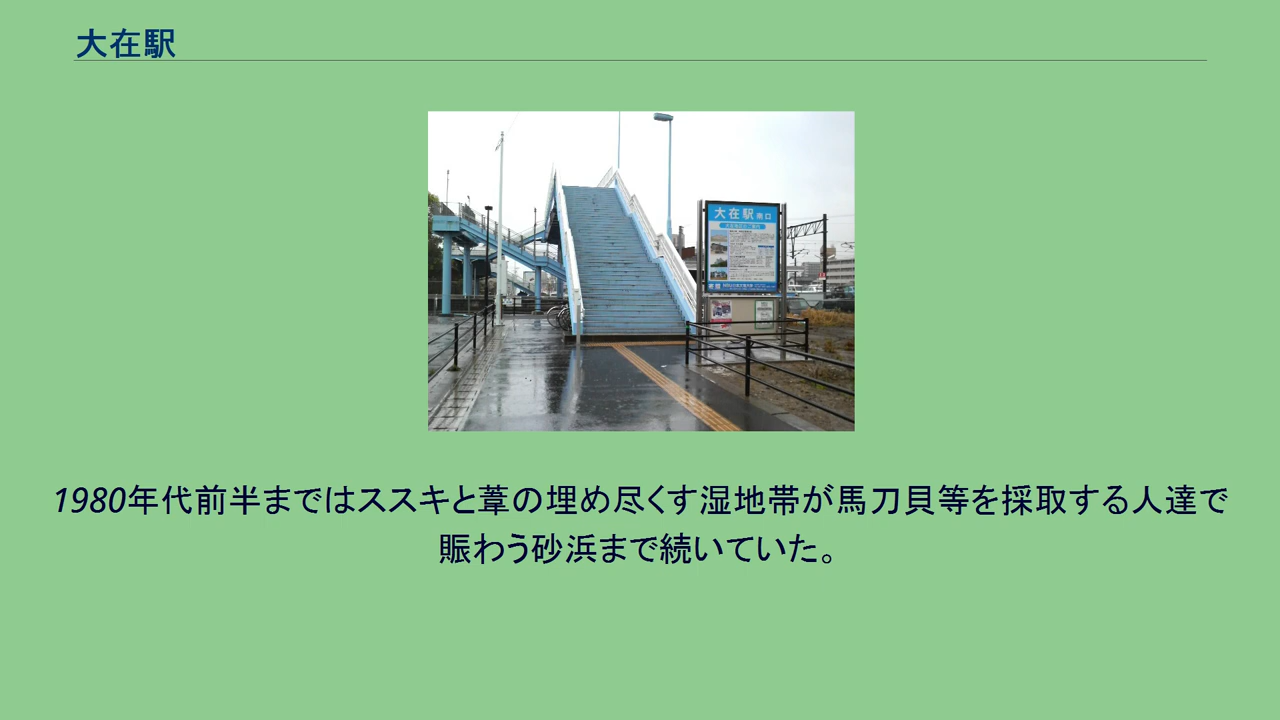 大在駅
大在駅 南口
1980年代前半まではススキと葦の埋め尽くす湿地帯が馬刀貝等を採取する人達で
賑わう砂浜まで続いていた。